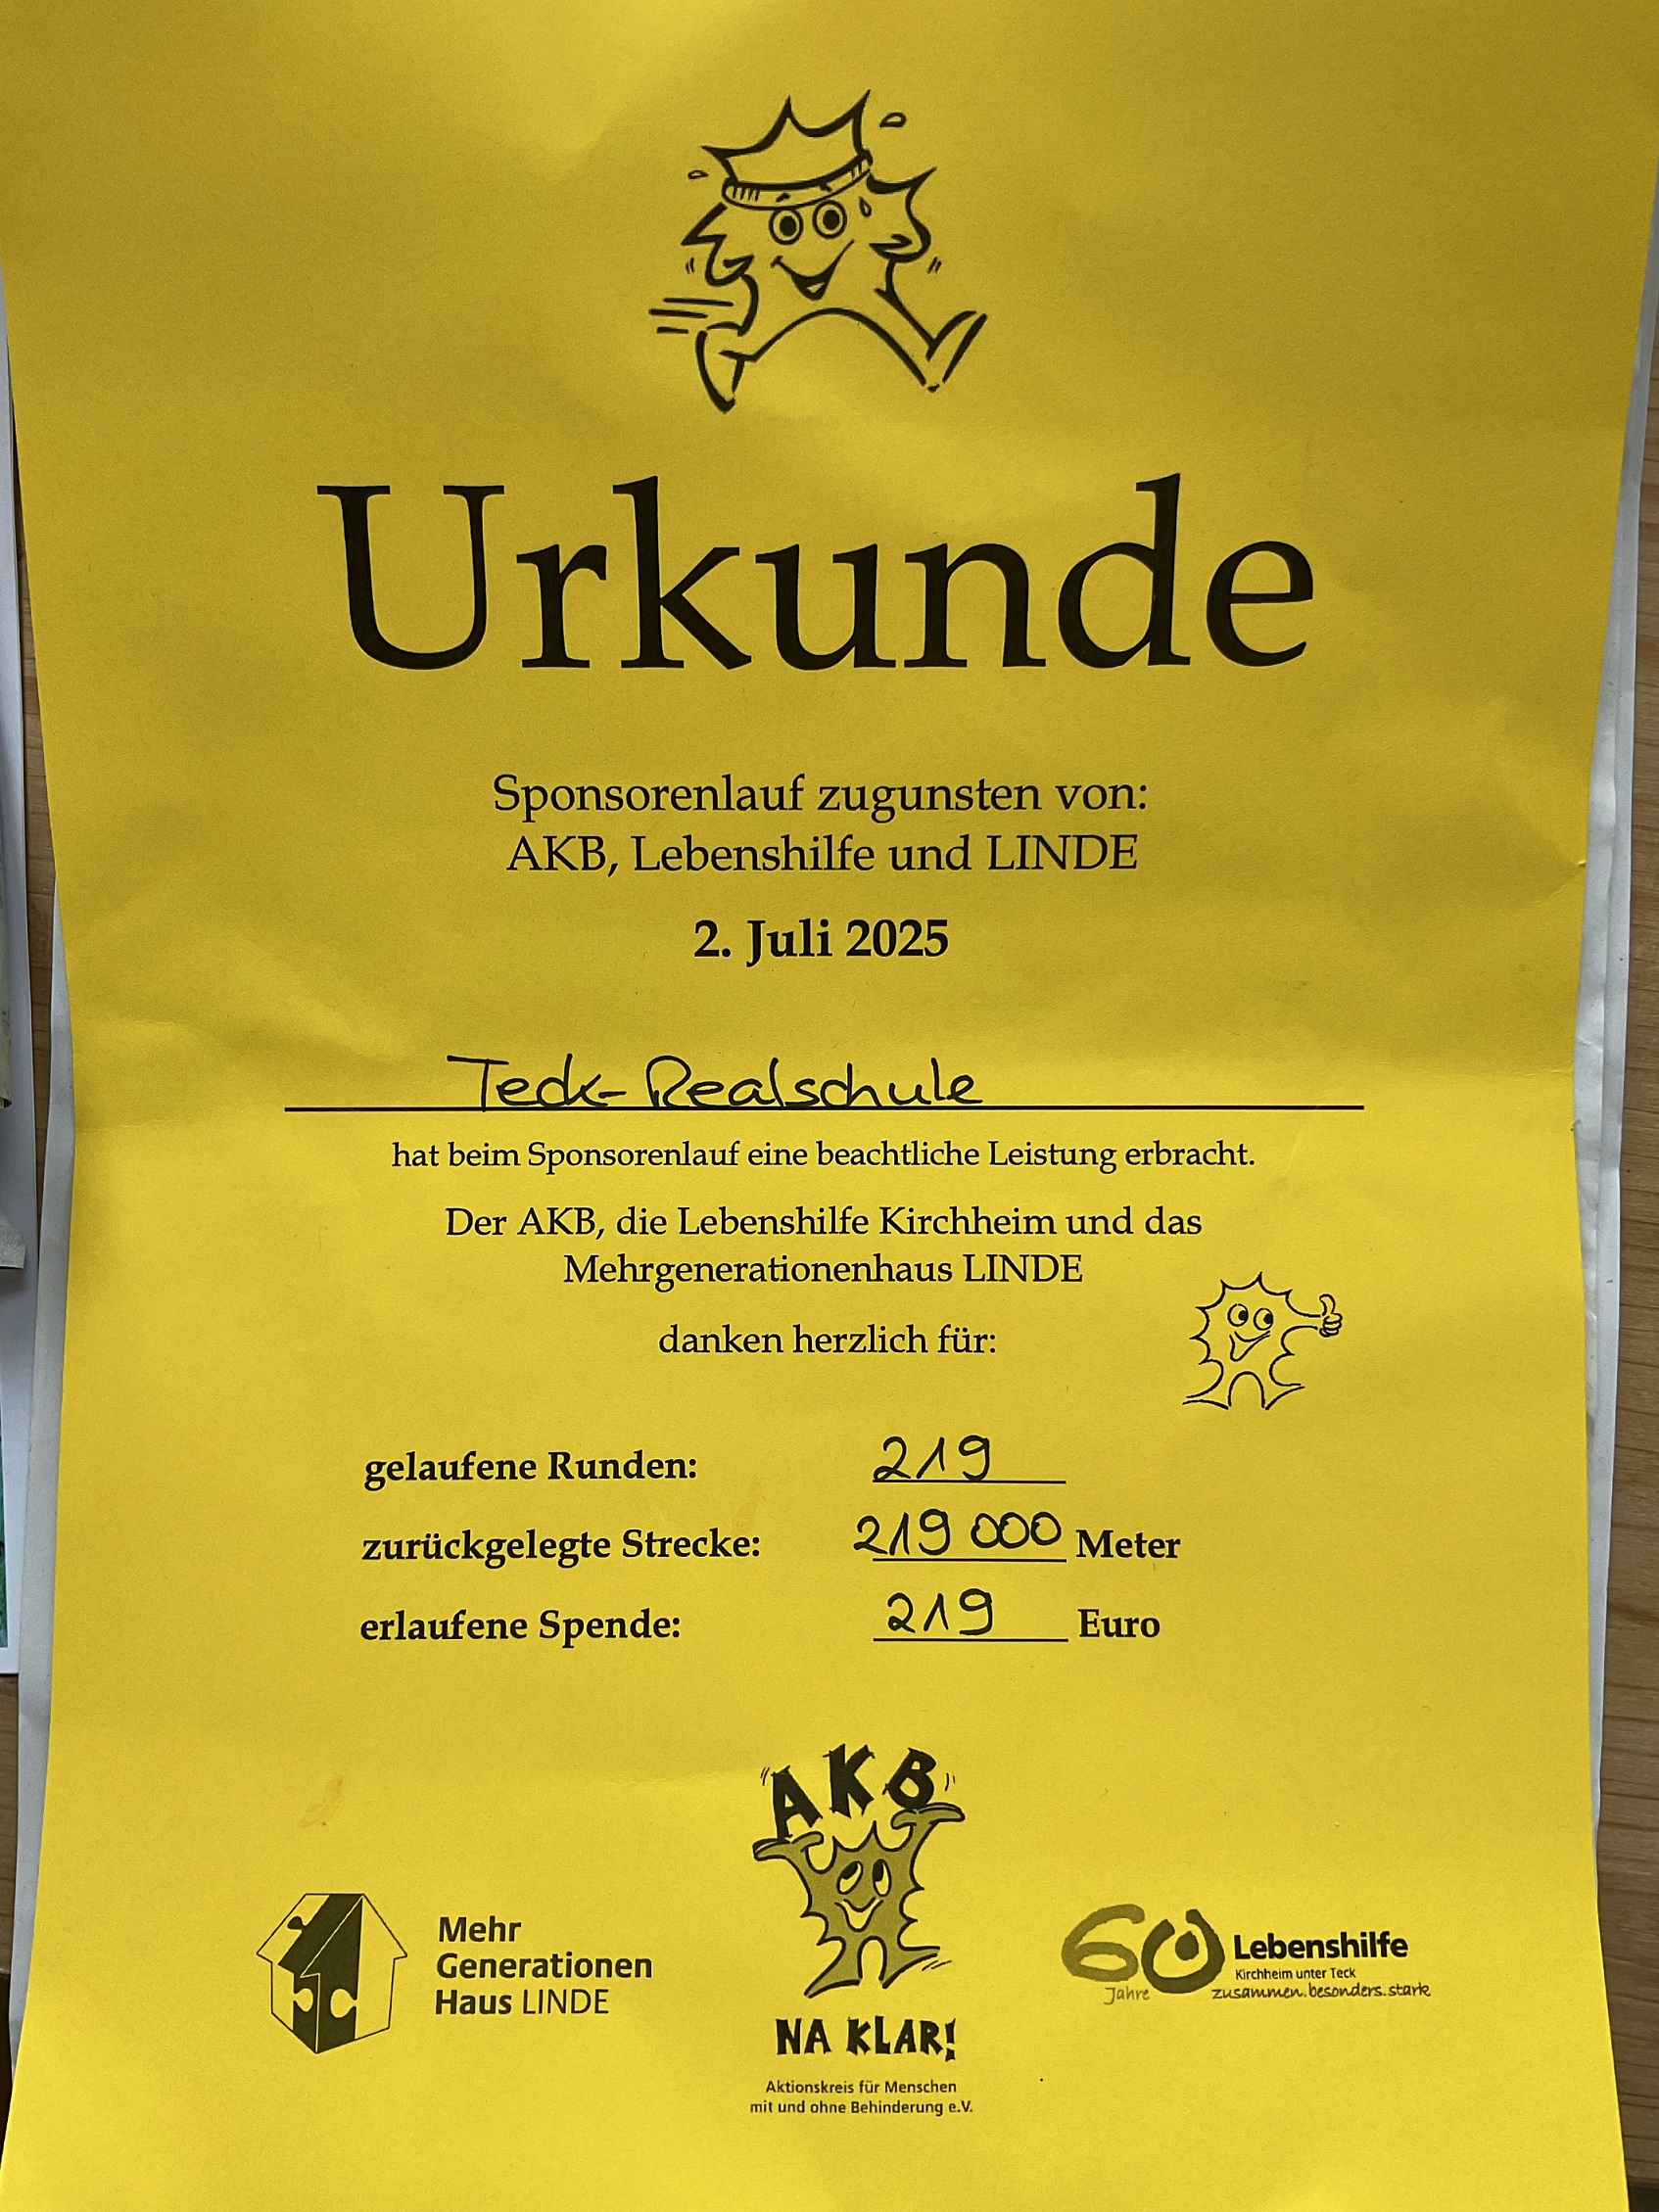 Urkunde
Sponsorenlauf zugunsten von:
AKB, Lebenshilfe und LINDE
2. Juli 2025
Teck-Realschule
hat beim Sponsorenlauf eine beachtliche Leistung erbracht.
Der AKB, die Lebenshilfe Kirchheim und das
Mehrgenerationenhaus LINDE
danken herzlich für:
gelaufene Runden: 219
zurückgelegte Strecke: 219 000 Meter
erlaufene Spende: 219 Euro
Mehr
Generationen
Haus LINDE
AKB
NA KLAR!
Aktionskreis für Menschen
mit und ohne Behinderung e.V.
60 Jahre
Lebenshilfe
Kirchheim unter Teck
zusammen.besonders.stark